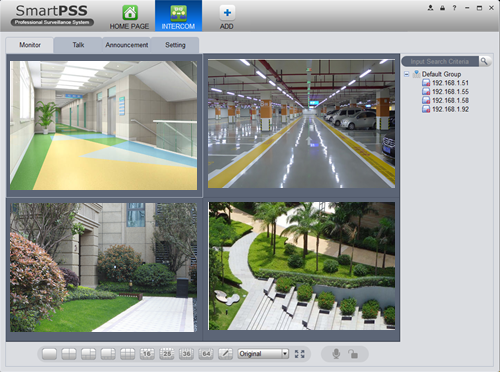 SmartPSS
Professional Surveillance System
HOME PAGE
INTERCOM
ADD
Monitor
Talk
Announcement
Setting
Input Search Criteria
Default Group
192.168.1.51
192.168.1.55
192.168.1.58
192.168.1.92
16
25
36
64
Original